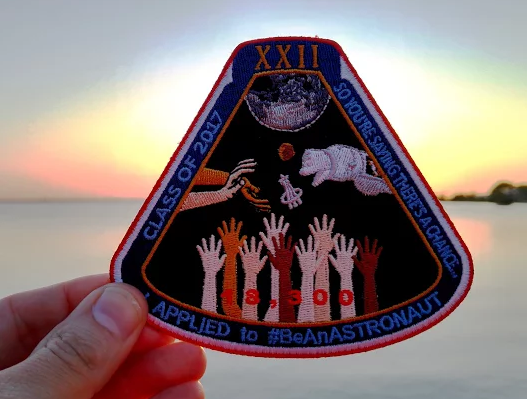 XXII
CLASS OF 2017
SO YOU'RE SAYING THERE'S A CHANCE...
18,300
I APPLIED to #BeAnASTRONAUT